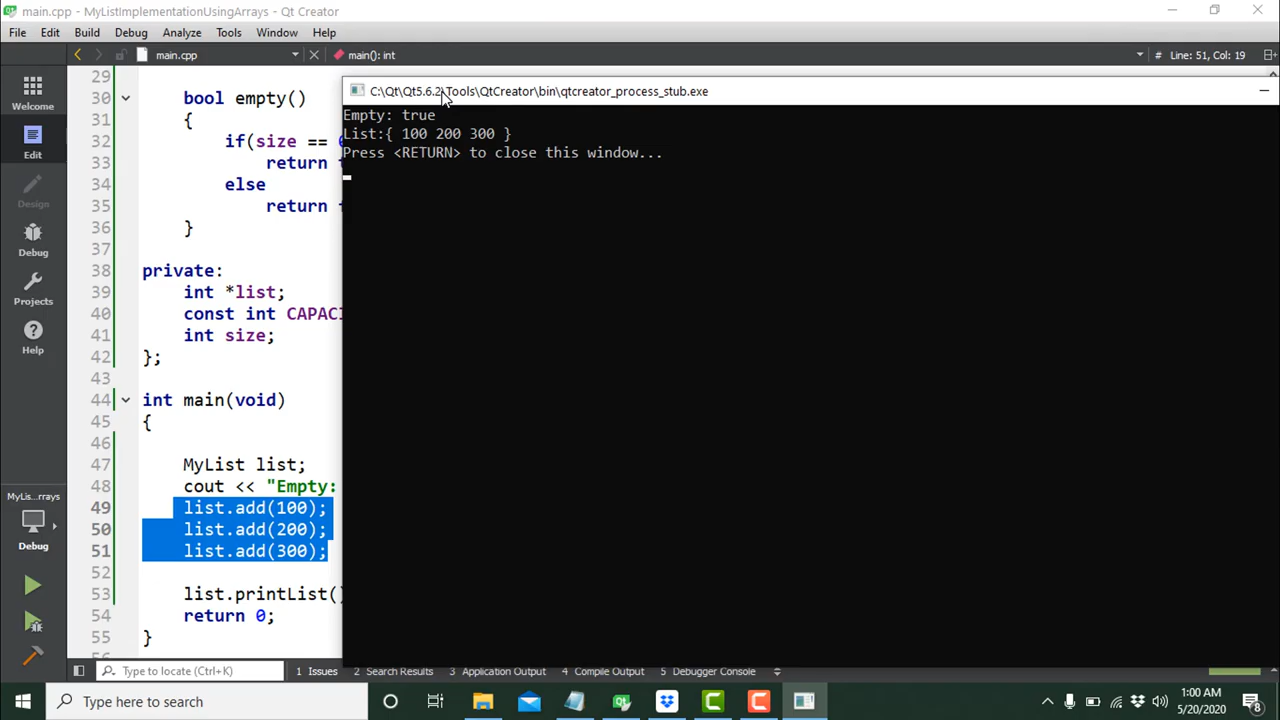 main.cpp - MyListImplementationUsingArrays - Qt Creator
File Edit Build Debug Analyze Tools Window Help
main.cpp main(): int # Line: 51, Col: 19
Welcome
Edit
Design
Debug
Projects
Help
MyLis...rrays
Debug
29
30 bool empty()
31 {
32 if(size ==
33 return
34 else
35 return
36 }
37
38 private:
39 int *list;
40 const int CAPACI
41 int size;
42 };
43
44 int main(void)
45 {
46
47 MyList list;
48 cout << "Empty:
49 list.add(100);
50 list.add(200);
51 list.add(300);
52
53 list.printList()
54 return 0;
55 }
C:\Qt\Qt5.6.2\Tools\QtCreator\bin\qtcreator_process_stub.exe
Empty: true
List:{ 100 200 300 }
Press <RETURN> to close this window...
Type to locate (Ctrl+K) 1 Issues 2 Search Results 3 Application Output 4 Compile Output 5 Debugger Console
Type here to search
1:00 AM
5/20/2020
8